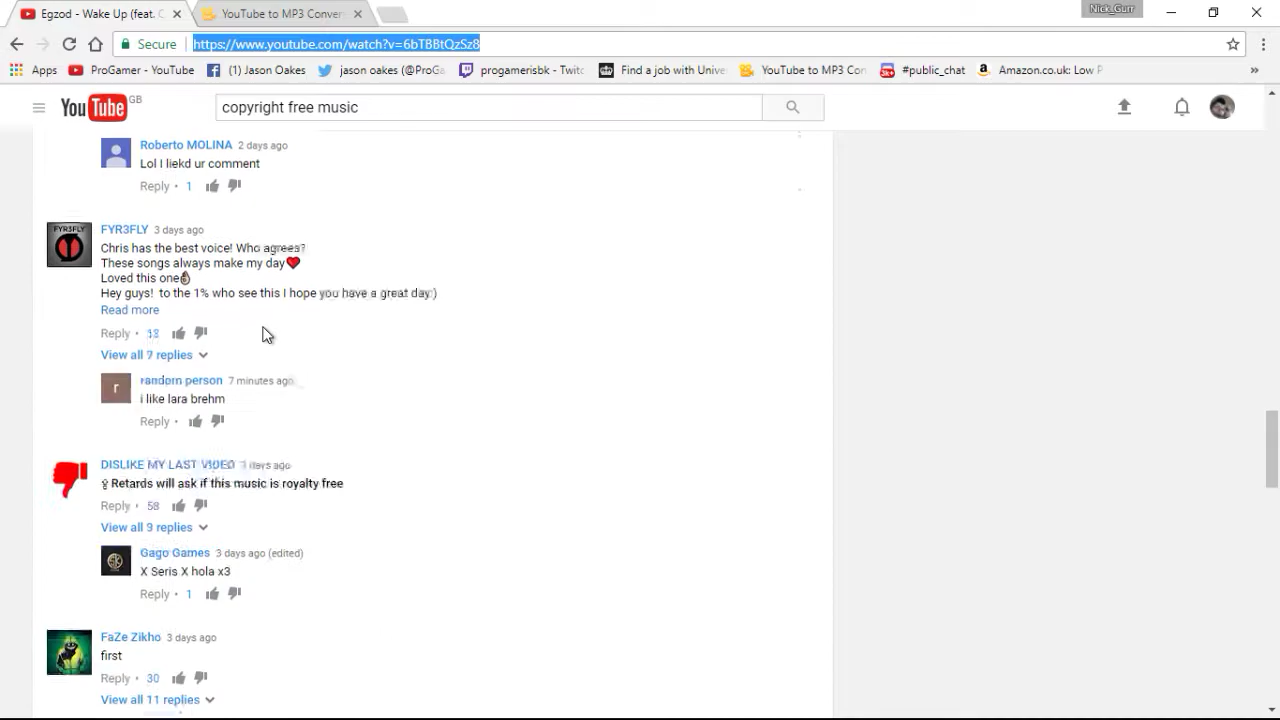 Egzod - Wake Up (feat. C
YouTube to MP3 Conver
Nick_Gurr
Secure
https://www.youtube.com/watch?v=6bTBBtQzSz8
Apps
ProGamer - YouTube
(1) Jason Oakes
jason oakes (@ProGa
progamerisbk - Twitc
Find a job with Unive
YouTube to MP3 Con
#public_chat
Amazon.co.uk: Low P
YouTube GB
copyright free music
Roberto MOLINA 2 days ago
Lol I liekd ur comment
Reply • 1
FYR3FLY
FYR3FLY 3 days ago
Chris has the best voice! Who agrees?
These songs always make my day❤
Loved this one👌
Hey guys! to the 1% who see this I hope you have a great day:)
Read more
Reply •
View all 9 replies
r
random person 7 minutes ago
i like lara brehm
Reply •
DISLIKE MY LAST VIDEO days ago
Retards will ask if this music is royalty free
Reply • 58
View all 9 replies
Gago Games 3 days ago (edited)
X Seris X hola x3
Reply • 1
FaZe Zikho 3 days ago
first
Reply • 30
View all 11 replies